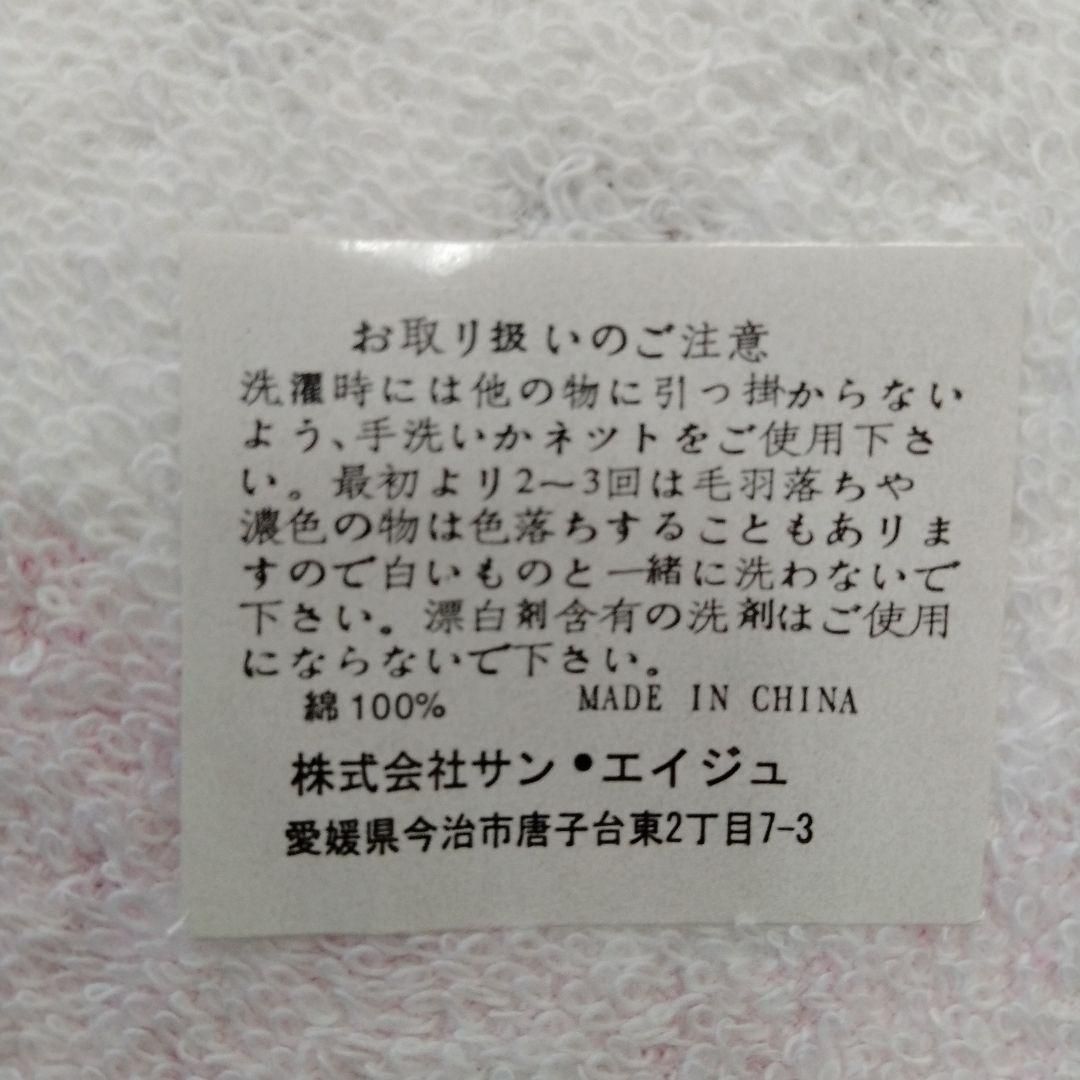 お取り扱いのご注意
洗濯時には他の物に引っ掛からない
よう、手洗いかネットをご使用下さ
い。最初より2〜3回は毛羽落ちや
濃色の物は色落ちすることもありま
すので白いものと一緒に洗わないで
下さい。漂白剤含有の洗剤はご使用
にならないで下さい。
綿100% MADE IN CHINA
株式会社サン・エイジュ
愛媛県今治市唐子台東2丁目7-3